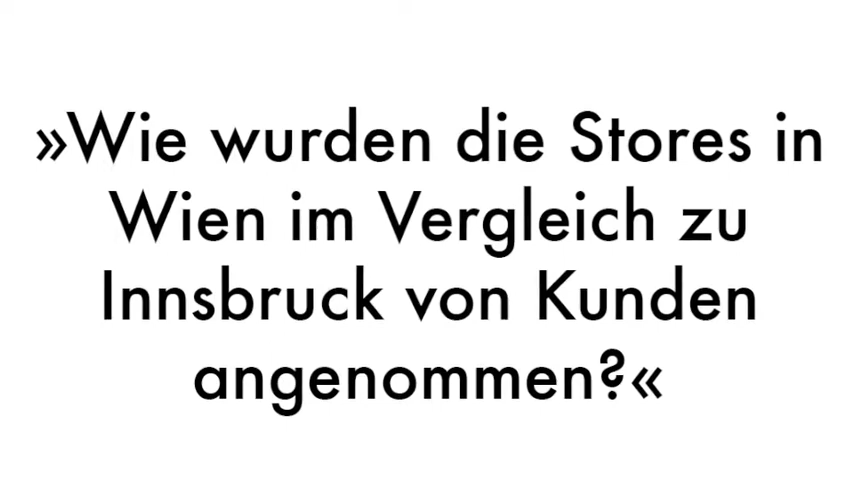 »Wie wurden die Stores in
Wien im Vergleich zu
Innsbruck von Kunden
angenommen?«